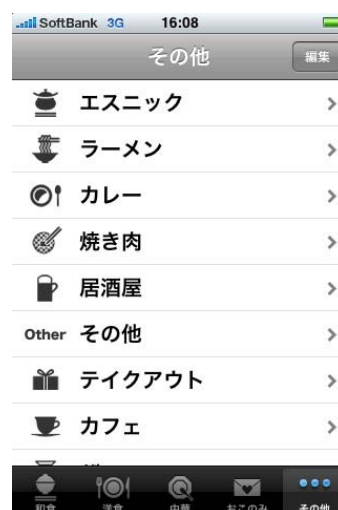 SoftBank 3G 16:08
その他 編集
エスニック
ラーメン
カレー
焼き肉
居酒屋
Other その他
テイクアウト
カフェ
和食 洋食 中華 おこのみ その他